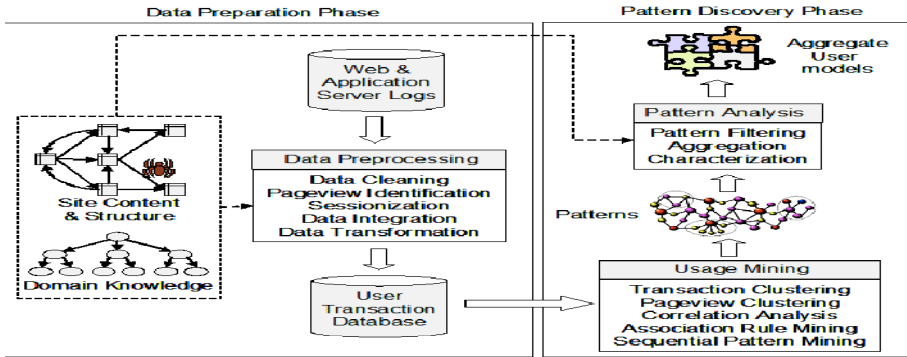 Data Preparation Phase
Pattern Discovery Phase
Web &
Application
Server Logs
Data Preprocessing
Data Cleaning
Pageview Identification
Sessionization
Data Integration
Data Transformation
Site Content
& Structure
Domain Knowledge
User
Transaction
Database
Aggregate
User
models
Pattern Analysis
Pattern Filtering
Aggregation
Characterization
Patterns
Usage Mining
Transaction Clustering
Pageview Clustering
Correlation Analysis
Association Rule Mining
Sequential Pattern Mining